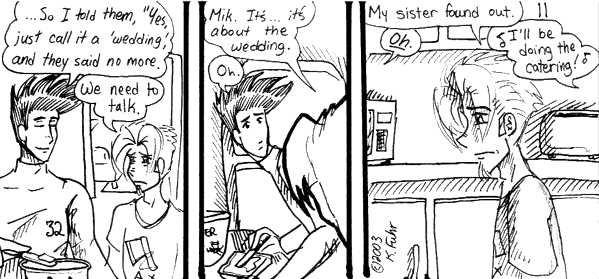 ...So I told them, "Yes,
just call it a 'wedding',
and they said no more.
We need to
talk.
32
Mik. It's... it's
about the
wedding.
Oh.
My sister found out.
Oh.
♪ I'll be
doing the
catering! ♪
©2003
K. Fuhr